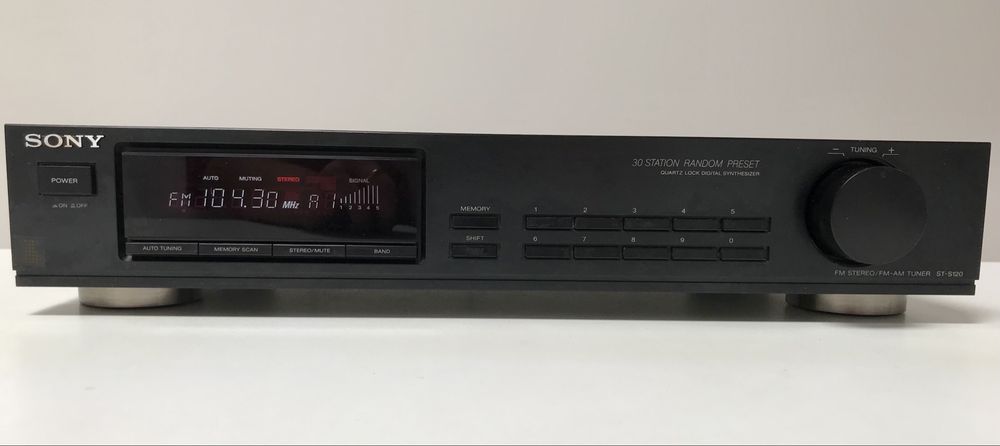 SONY
POWER
ON OFF
AUTO MUTING STEREO SIGNAL
FM 104.30 MHz A 1
1 2 3 4 5
AUTO TUNING MEMORY SCAN STEREO/MUTE BAND
MEMORY
SHIFT
30 STATION RANDOM PRESET
QUARTZ LOCK DIGITAL SYNTHESIZER
1 2 3 4 5
6 7 8 9 0
− TUNING +
FM STEREO/FM-AM TUNER ST-S120